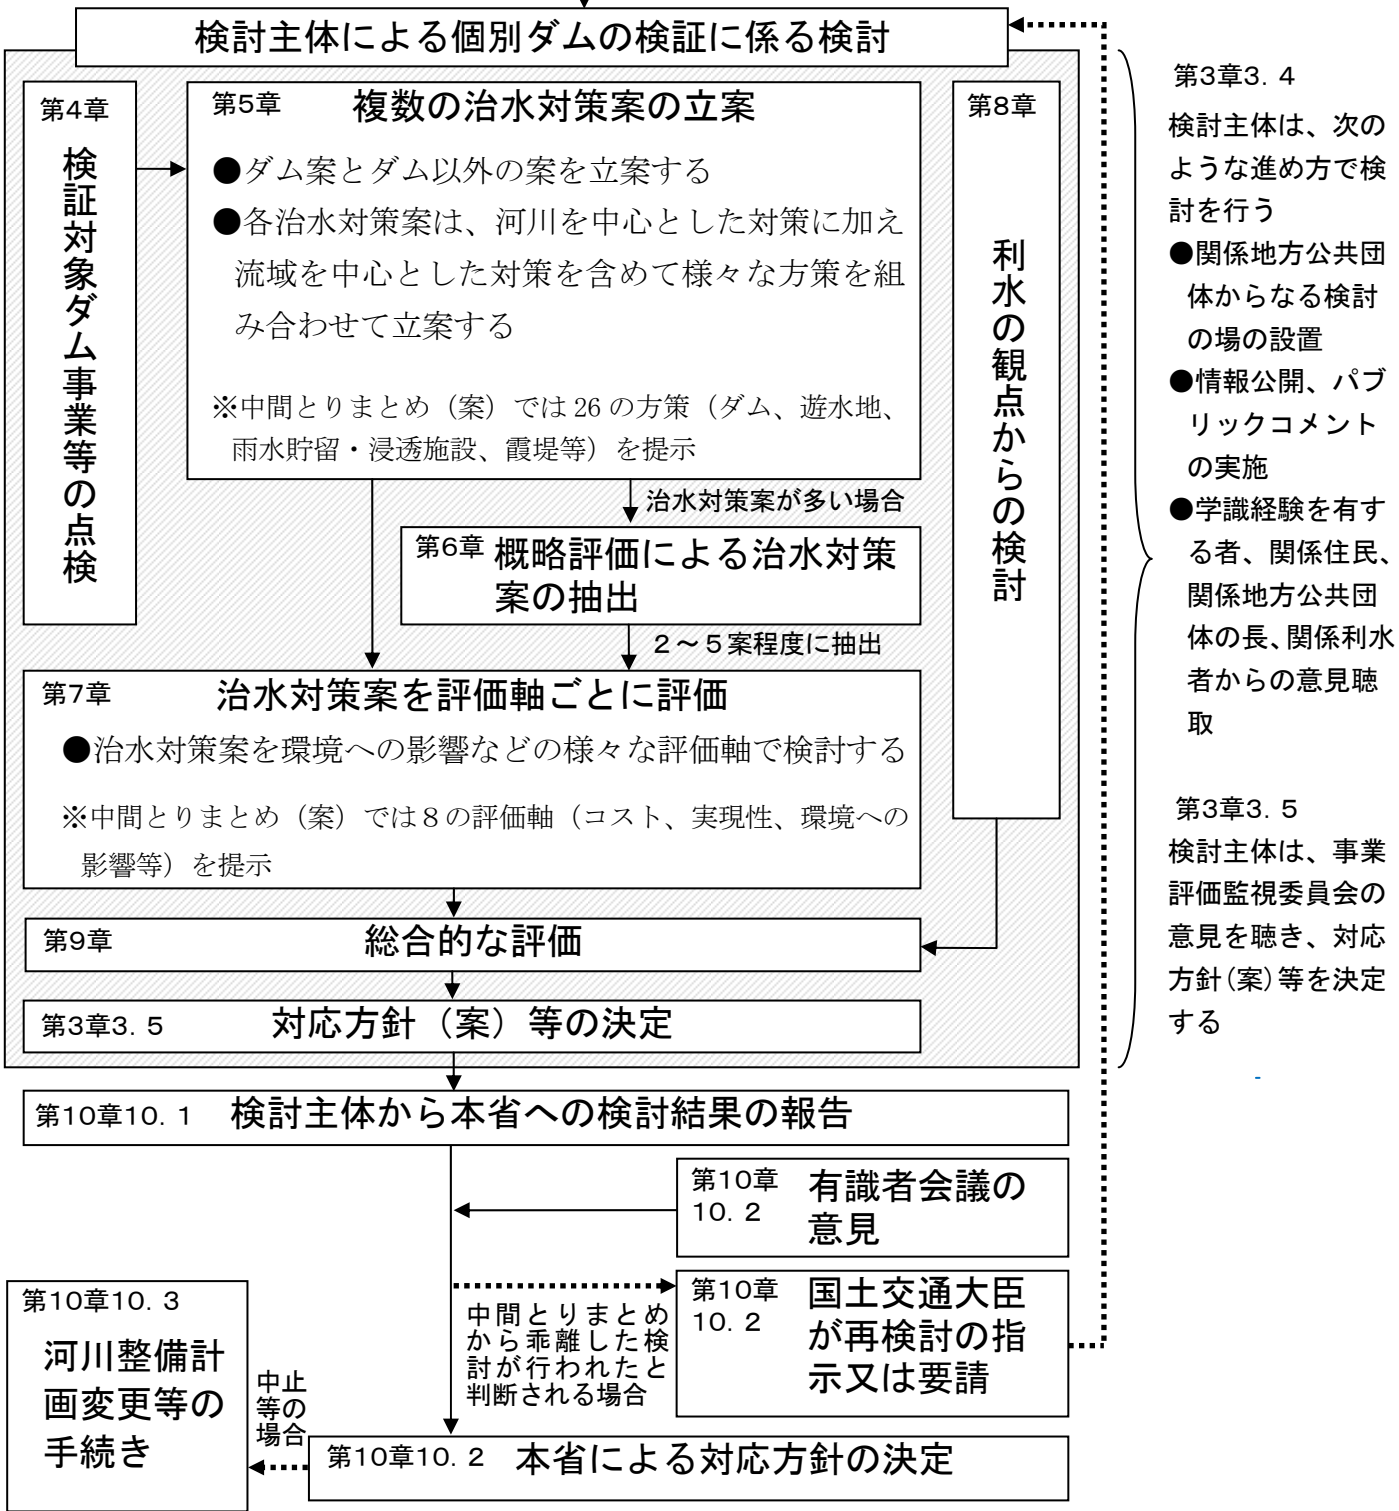 検討主体による個別ダムの検証に係る検討
第4章
検証対象ダム事業等の点検
第5章 複数の治水対策案の立案
●ダム案とダム以外の案を立案する
●各治水対策案は、河川を中心とした対策に加え
流域を中心とした対策を含めて様々な方策を組
み合わせて立案する
※中間とりまとめ（案）では 26 の方策（ダム、遊水地、
雨水貯留・浸透施設、霞堤等）を提示
治水対策案が多い場合
第6章 概略評価による治水対策
案の抽出
２～５案程度に抽出
第7章 治水対策案を評価軸ごとに評価
●治水対策案を環境への影響などの様々な評価軸で検討する
※中間とりまとめ（案）では８の評価軸（コスト、実現性、環境への
影響等）を提示
第8章
利水の観点からの検討
第9章 総合的な評価
第3章3．5 対応方針（案）等の決定
第3章3．4
検討主体は、次の
ような進め方で検
討を行う
●関係地方公共団
体からなる検討
の場の設置
●情報公開、パブ
リックコメント
の実施
●学識経験を有す
る者、関係住民、
関係地方公共団
体の長、関係利水
者からの意見聴
取
第3章3．5
検討主体は、事業
評価監視委員会の
意見を聴き、対応
方針(案)等を決定
する
第10章10．1 検討主体から本省への検討結果の報告
第10章
10．2
有識者会議の
意見
中間とりまとめ
から乖離した検
討が行われたと
判断される場合
第10章
10．2
国土交通大臣
が再検討の指
示又は要請
第10章10．2 本省による対応方針の決定
中止
等の
場合
第10章10．3
河川整備計
画変更等の
手続き